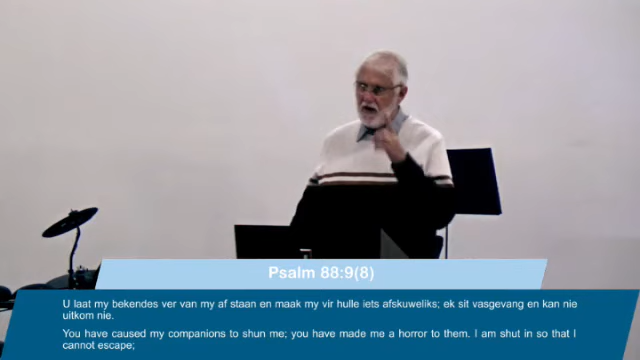 Psalm 88:9(8)
U laat my bekendes ver van my af staan en maak my vir hulle iets afskuweliks; ek sit vasgevang en kan nie
uitkom nie.
You have caused my companions to shun me; you have made me a horror to them. I am shut in so that I
cannot escape;